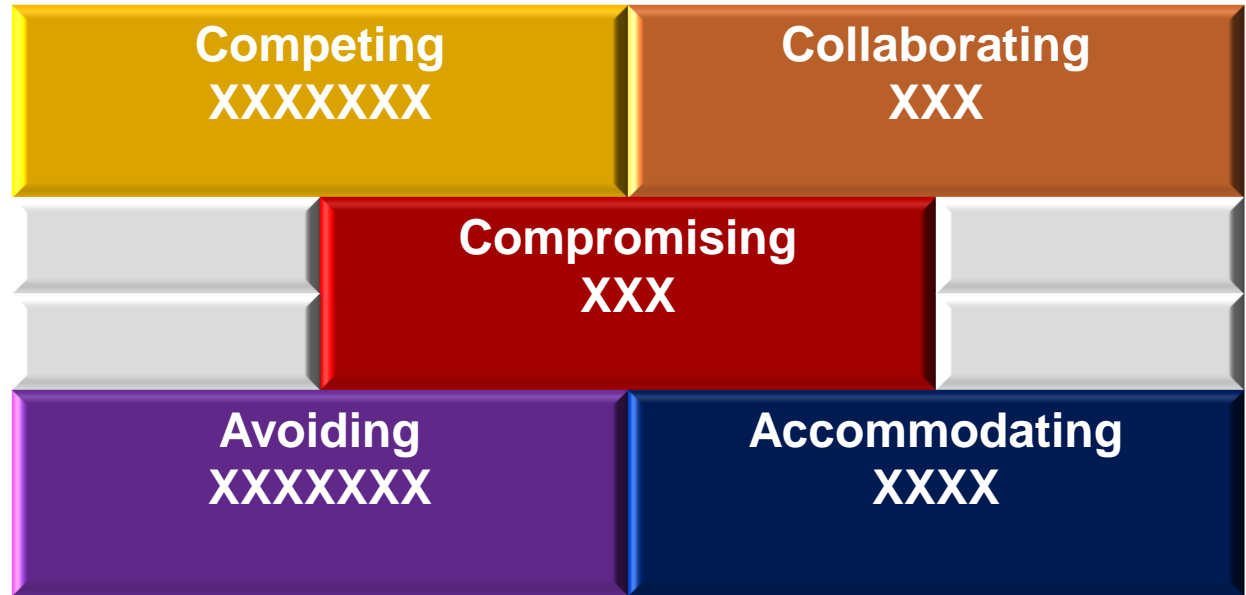 Competing
XXXXXXX
Collaborating
XXX
Compromising
XXX
Avoiding
XXXXXXX
Accommodating
XXXX